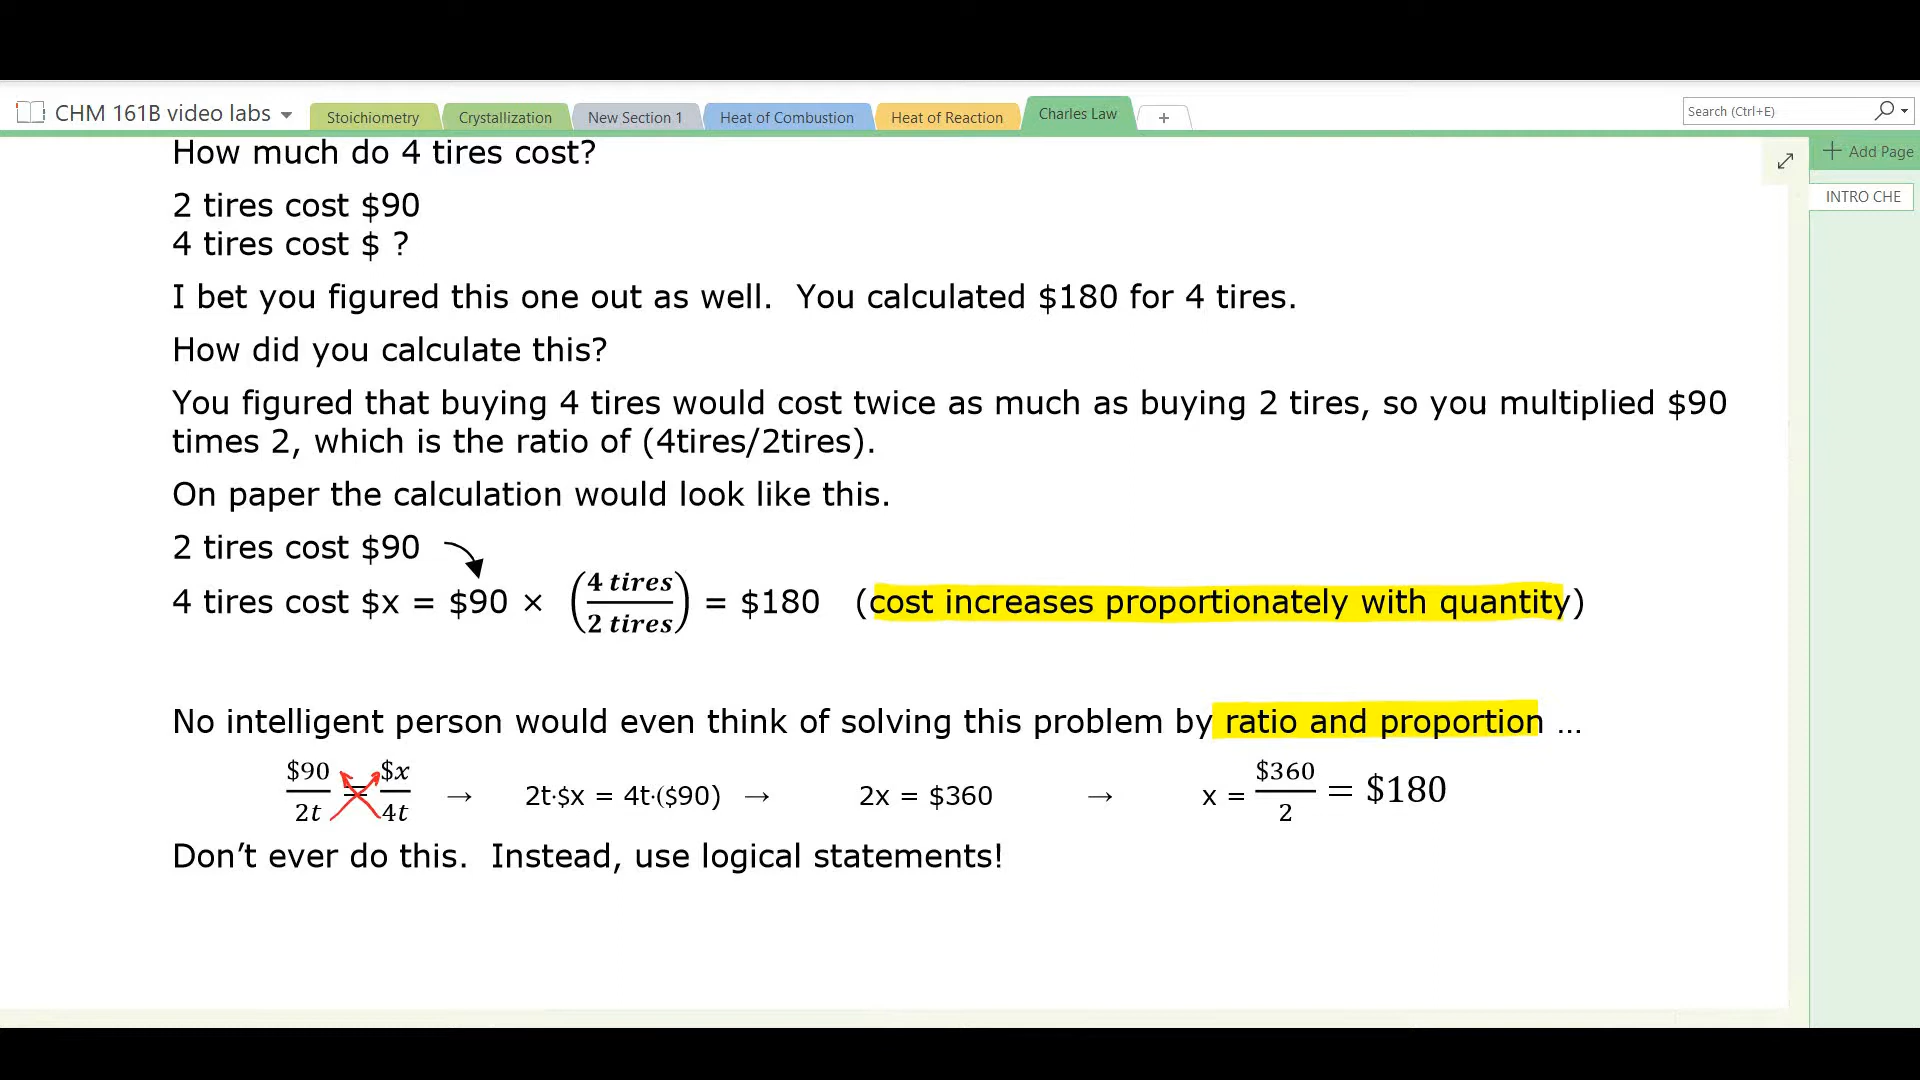 CHM 161B video labs
Stoichiometry
Crystallization
New Section 1
Heat of Combustion
Heat of Reaction
Charles Law
+
Search (Ctrl+E)
Add Page
INTRO CHE
How much do 4 tires cost?
2 tires cost $90
4 tires cost $ ?
I bet you figured this one out as well.  You calculated $180 for 4 tires.
How did you calculate this?
You figured that buying 4 tires would cost twice as much as buying 2 tires, so you multiplied $90
times 2, which is the ratio of (4tires/2tires).
On paper the calculation would look like this.
2 tires cost $90
4 tires cost $x = $90 × (4 tires/2 tires) = $180   (cost increases proportionately with quantity)
No intelligent person would even think of solving this problem by ratio and proportion ...
$90/2t = $x/4t → 2t·$x = 4t·($90) → 2x = $360 → x = $360/2 = $180
Don’t ever do this.  Instead, use logical statements!